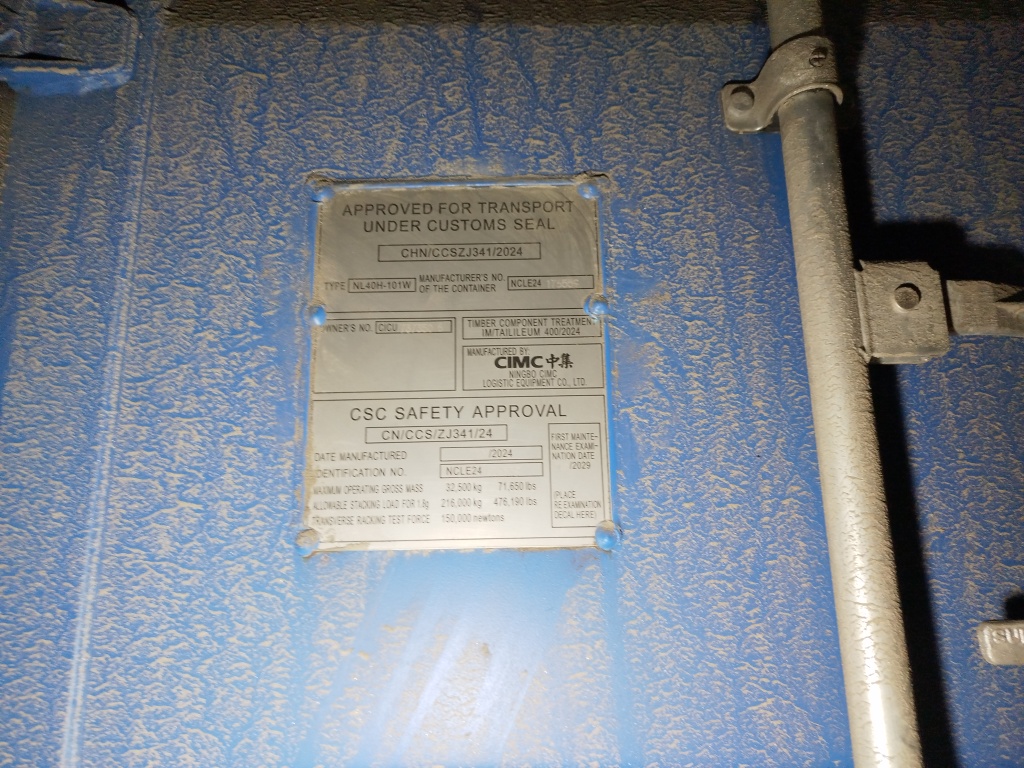 APPROVED FOR TRANSPORT
UNDER CUSTOMS SEAL
CHN/CCSZJ341/2024
TYPE NL40H-101W
MANUFACTURER'S NO.
OF THE CONTAINER
NCLE24
OWNER'S NO. CICU
TIMBER COMPONENT TREATMENT
IM/TAILILEUM 400/2024
MANUFACTURED BY
CIMC 中集
NINGBO CIMC
LOGISTIC EQUIPMENT CO., LTD.
CSC SAFETY APPROVAL
CN/CCS/ZJ341/24
DATE MANUFACTURED /2024
IDENTIFICATION NO. NCLE24
MAXIMUM OPERATING GROSS MASS 32,500 kg 71,650 lbs
ALLOWABLE STACKING LOAD FOR 1.8g 216,000 kg 476,190 lbs
TRANSVERSE RACKING TEST FORCE 150,000 newtons
FIRST MAINTE-
NANCE EXAMI-
NATION DATE
/2029
(PLACE
RE EXAMINATION
DECAL HERE)